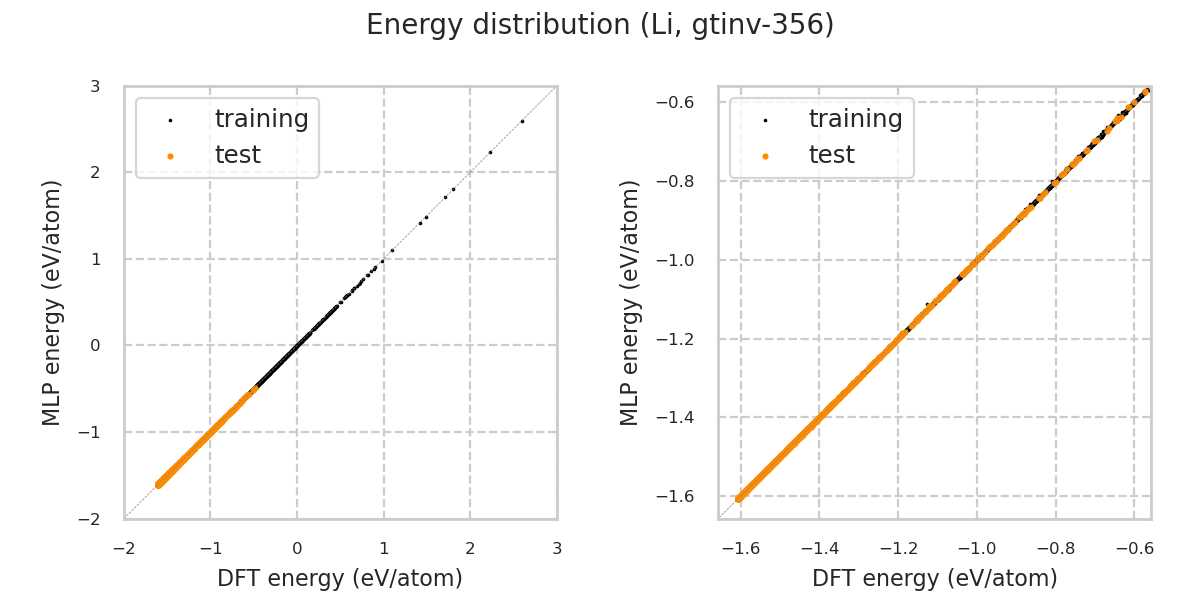 Energy distribution (Li, gtinv-356)
MLP energy (eV/atom)
3
2
1
0
−1
−2
training
test
−2
−1
0
1
2
3
DFT energy (eV/atom)
MLP energy (eV/atom)
−0.6
−0.8
−1.0
−1.2
−1.4
−1.6
training
test
−1.6
−1.4
−1.2
−1.0
−0.8
−0.6
DFT energy (eV/atom)